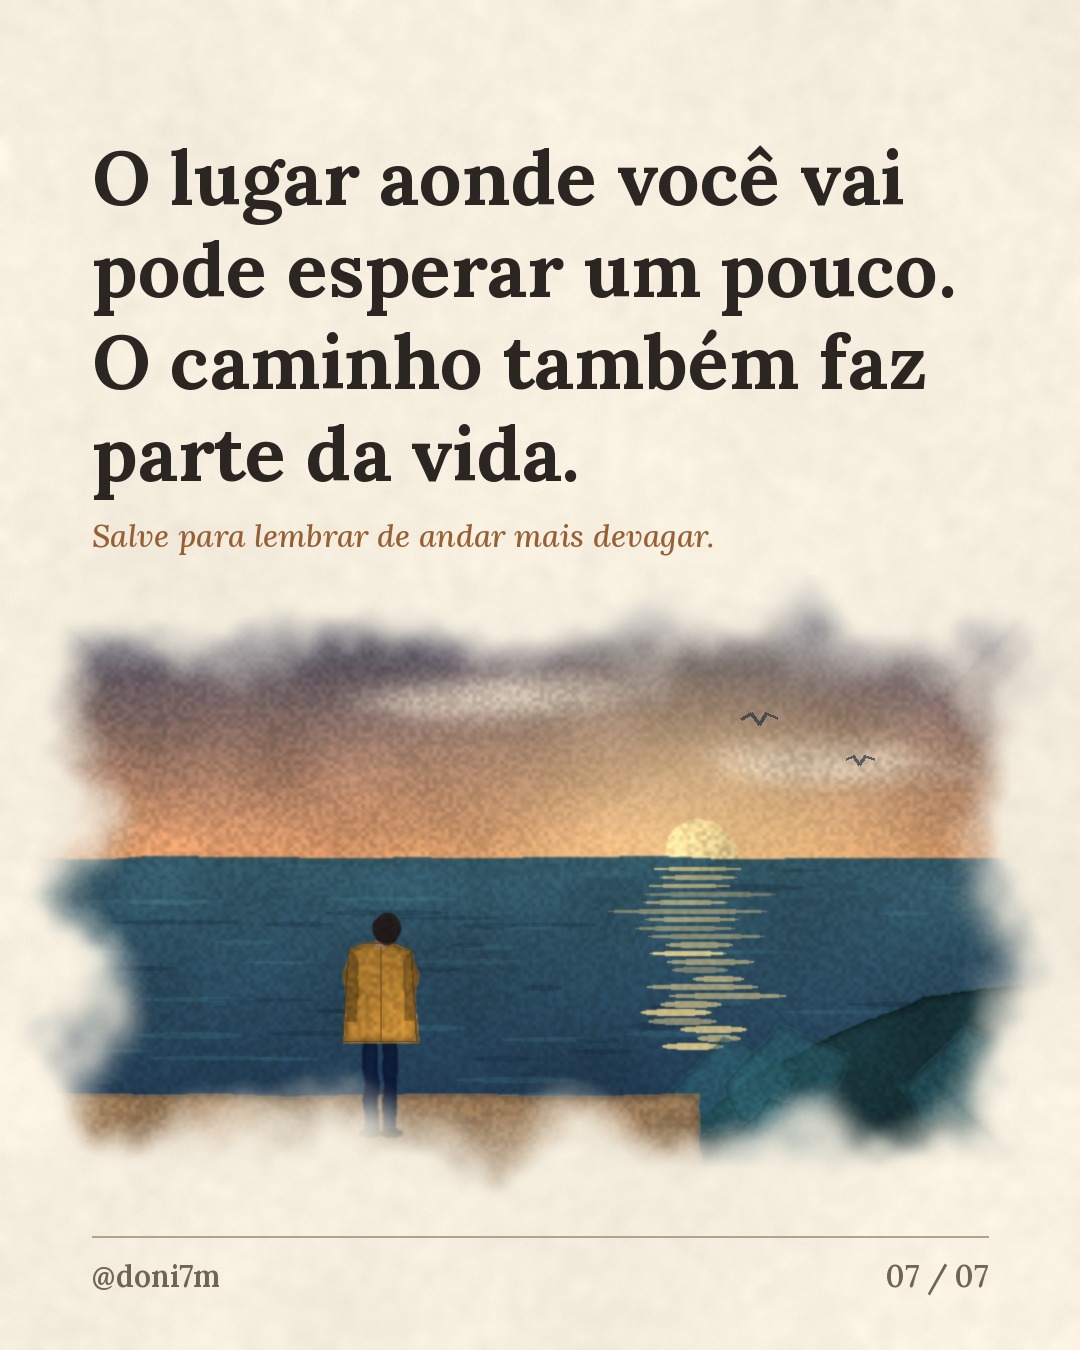 O lugar aonde você vai
pode esperar um pouco.
O caminho também faz
parte da vida.
Salve para lembrar de andar mais devagar.
@doni7m
07 / 07